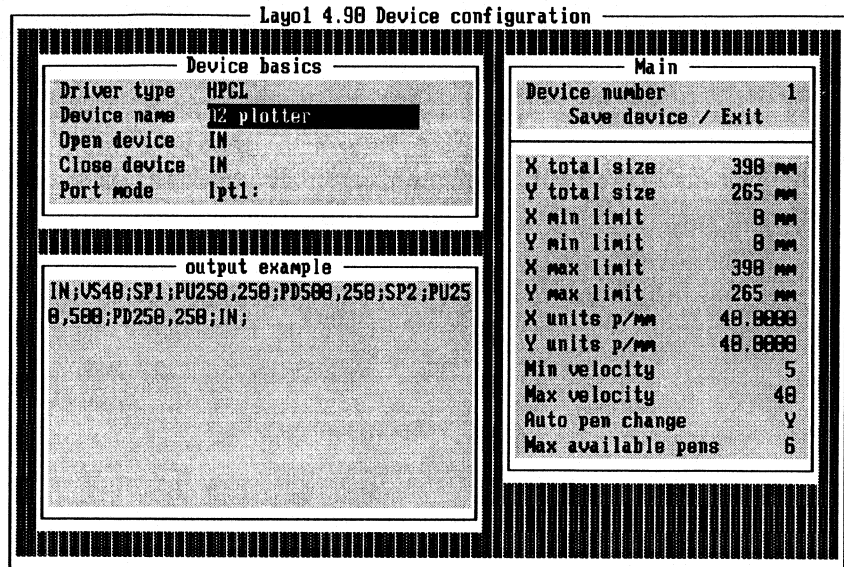 Layo1 4.90 Device configuration
Device basics
Driver type HPGL
Device name plotter
Open device IN
Close device IN
Port mode lpt1:
output example
IN;VS40;SP1;PU250,250;PD500,250;SP2;PU25
0,500;PD250,250;IN;
Main
Device number 1
Save device / Exit
X total size 390 mm
Y total size 265 mm
X min limit 0 mm
Y min limit 0 mm
X max limit 390 mm
Y max limit 265 mm
X units p/mm 40.0000
Y units p/mm 40.0000
Min velocity 5
Max velocity 40
Auto pen change Y
Max available pens 6